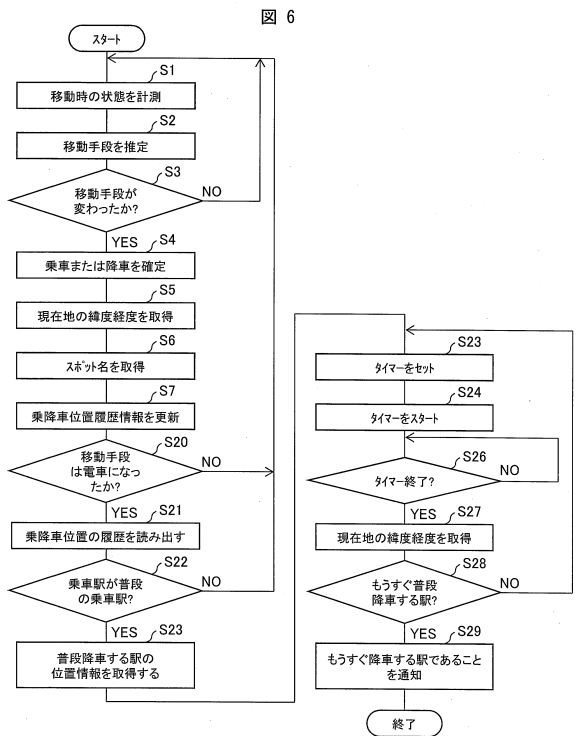 図 6
スタート
S1
移動時の状態を計測
S2
移動手段を推定
S3
移動手段が
変わったか?
NO
YES
S4
乗車または降車を確定
S5
現在地の緯度経度を取得
S6
スポット名を取得
S7
乗降車位置履歴情報を更新
S20
移動手段
は電車になっ
たか?
NO
YES
S21
乗降車位置の履歴を読み出す
S22
乗車駅が普段
の乗車駅?
NO
YES
S23
普段降車する駅の
位置情報を取得する
S23
タイマーをセット
S24
タイマーをスタート
S26
タイマー終了?
NO
YES
S27
現在地の緯度経度を取得
S28
もうすぐ普段
降車する駅?
NO
YES
S29
もうすぐ降車する駅であること
を通知
終了